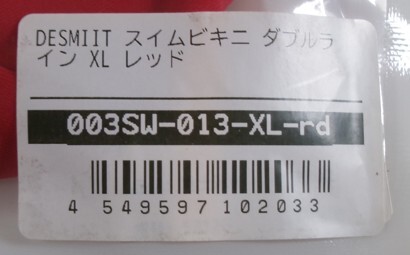 DESMIIT スイムビキニ ダブルラ
イン XL レッド
003SW-013-XL-rd
4 549597 102033